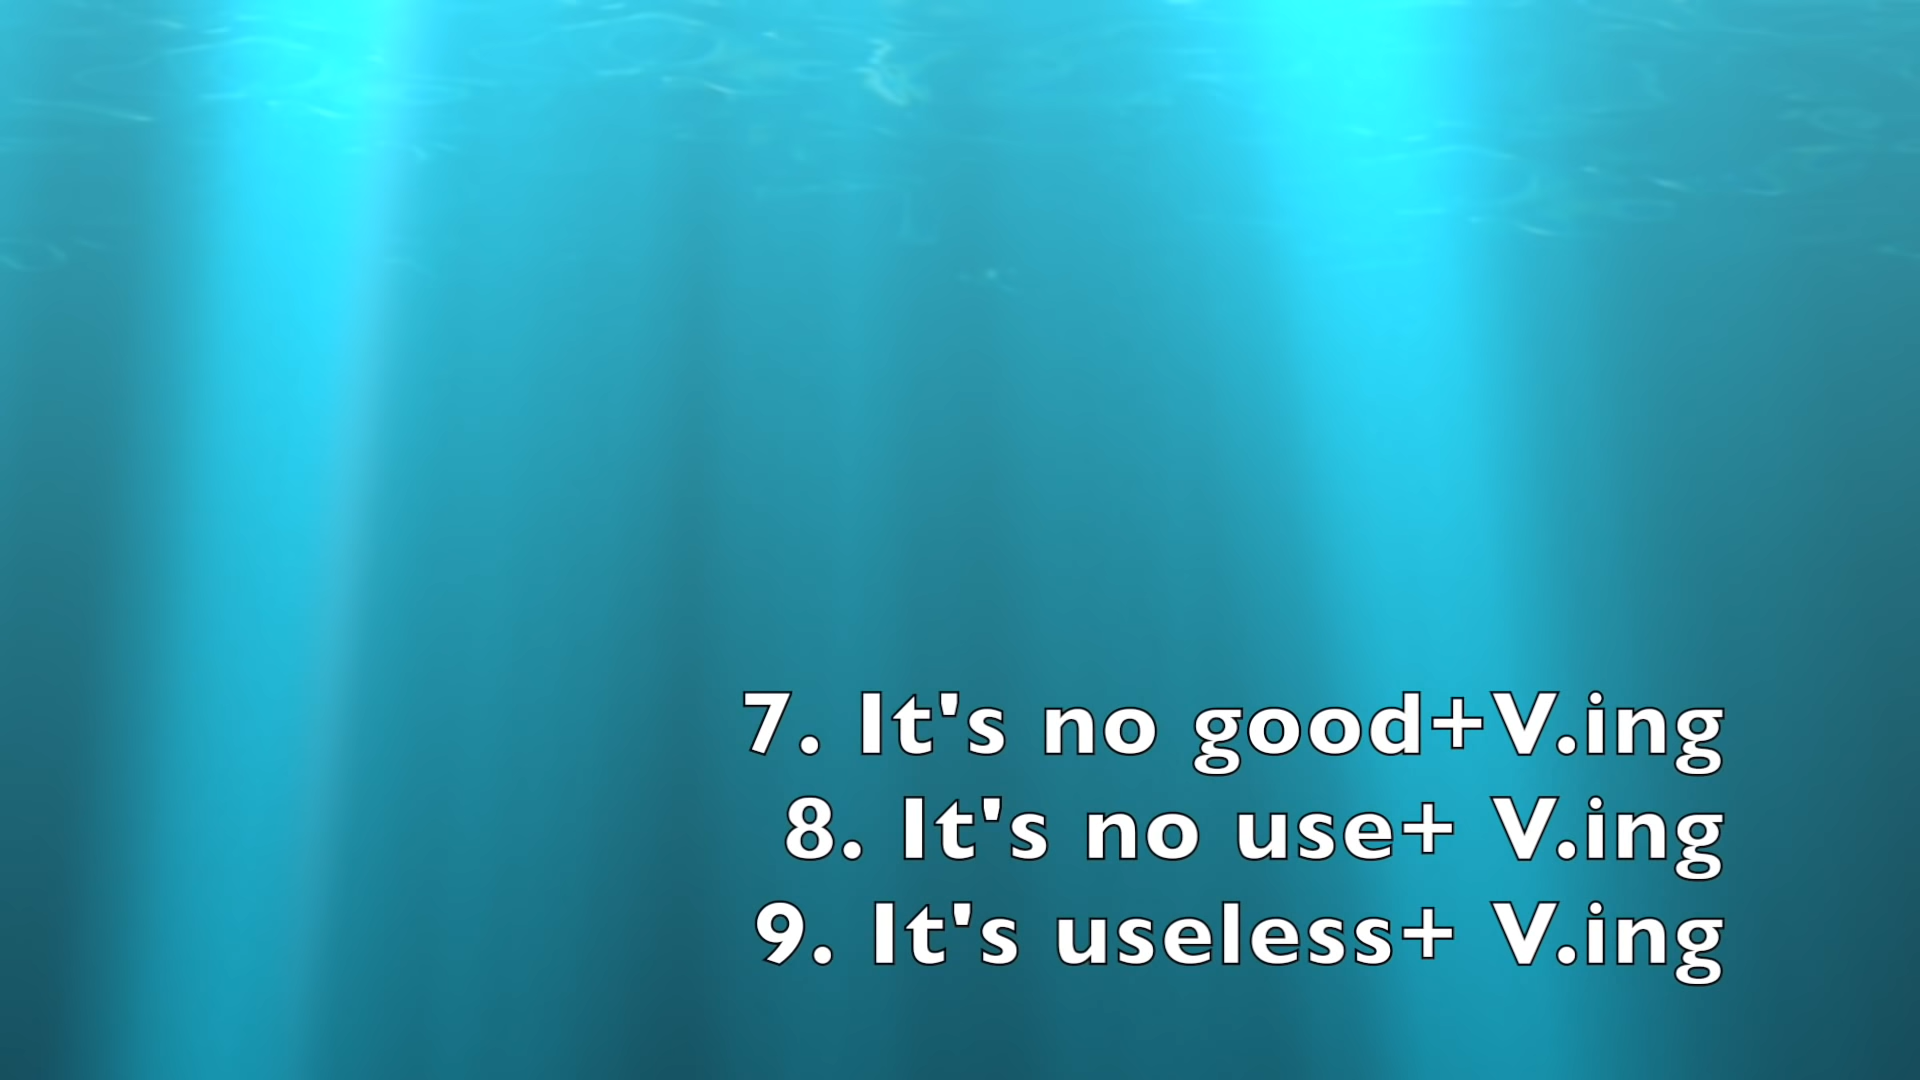 7. It's no good+V.ing
8. It's no use+ V.ing
9. It's useless+ V.ing